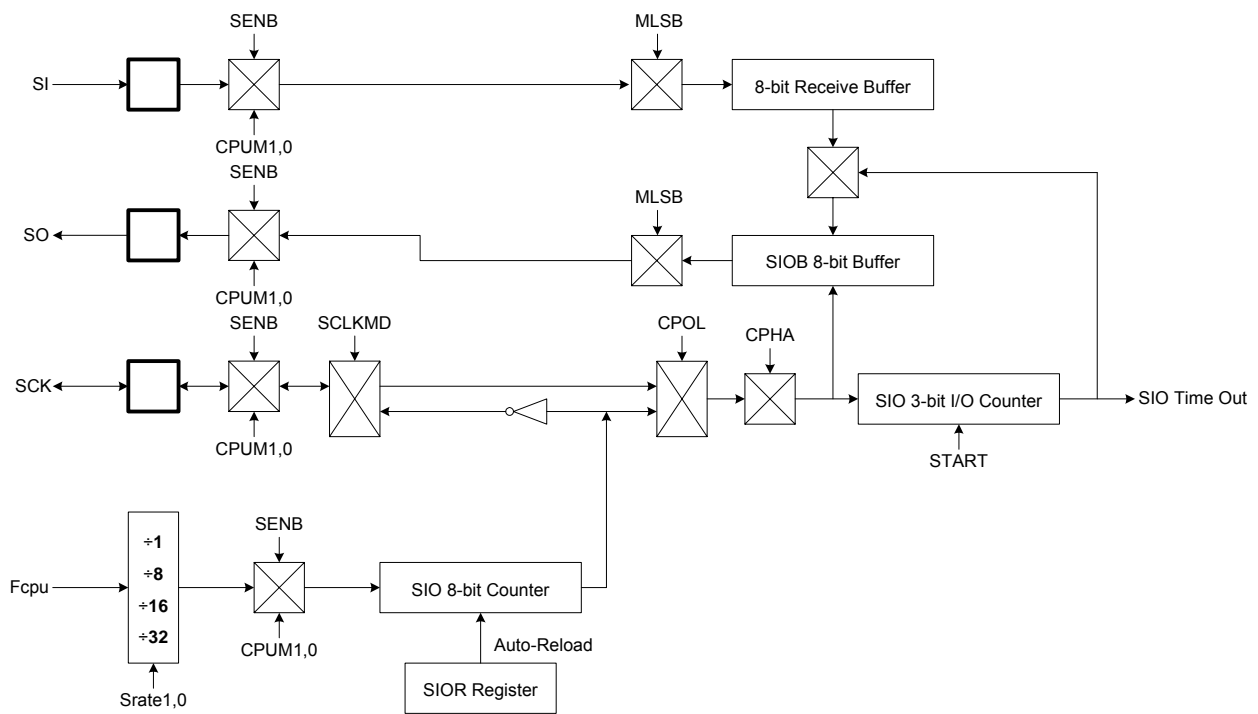 SENB
MLSB
SI
8-bit Receive Buffer
CPUM1,0
SENB
MLSB
SO
SIOB 8-bit Buffer
CPUM1,0
SENB
SCLKMD
CPOL
CPHA
SCK
SIO 3-bit I/O Counter
SIO Time Out
CPUM1,0
START
SENB
÷1
÷8
÷16
÷32
Fcpu
SIO 8-bit Counter
CPUM1,0
Auto-Reload
Srate1,0
SIOR Register